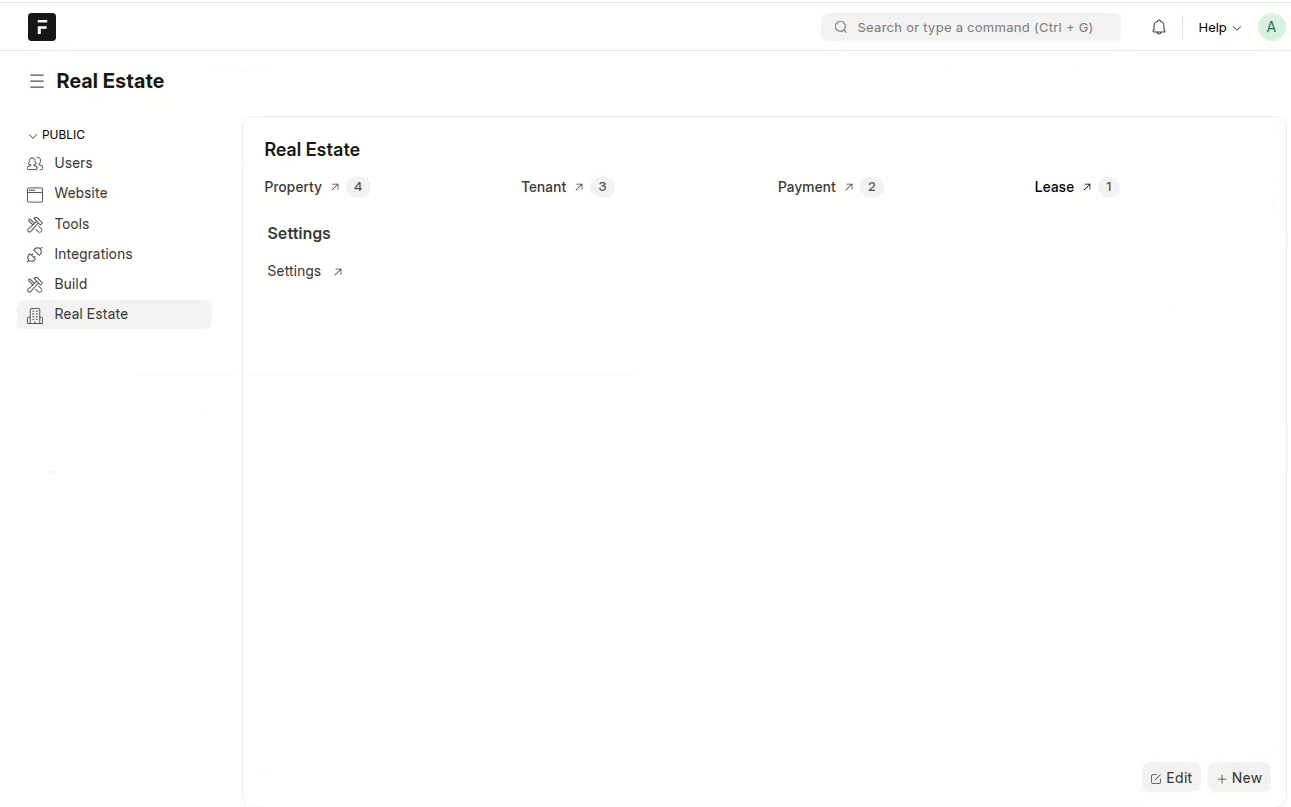 F
Search or type a command (Ctrl + G)
Help
A
Real Estate
PUBLIC
Users
Website
Tools
Integrations
Build
Real Estate
Real Estate
Property 4
Tenant 3
Payment 2
Lease 1
Settings
Settings
Edit
+ New